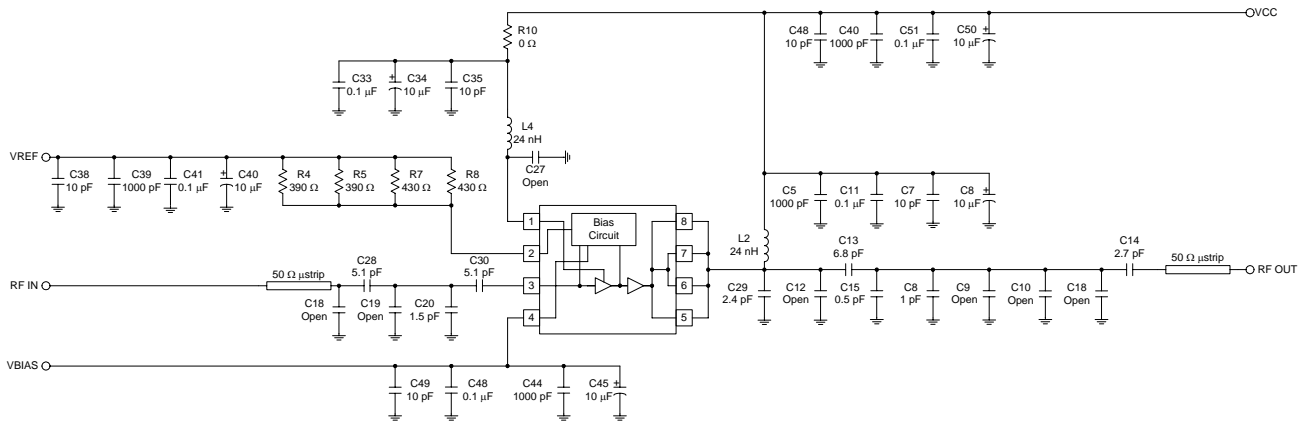 R10
0 Ω
C48
10 pF
C40
1000 pF
C51
0.1 µF
C50
10 µF
VCC
C33
0.1 µF
C34
10 µF
C35
10 pF
L4
24 nH
C27
Open
VREF
C38
10 pF
C39
1000 pF
C41
0.1 µF
C40
10 µF
R4
390 Ω
R5
390 Ω
R7
430 Ω
R8
430 Ω
C5
1000 pF
C11
0.1 µF
C7
10 pF
C8
10 µF
1
2
3
4
Bias
Circuit
8
7
6
5
L2
24 nH
C13
6.8 pF
C14
2.7 pF
50 Ω µstrip
RF OUT
RF IN
50 Ω µstrip
C28
5.1 pF
C30
5.1 pF
C18
Open
C19
Open
C20
1.5 pF
C29
2.4 pF
C12
Open
C15
0.5 pF
C8
1 pF
C9
Open
C10
Open
C18
Open
VBIAS
C49
10 pF
C48
0.1 µF
C44
1000 pF
C45
10 µF